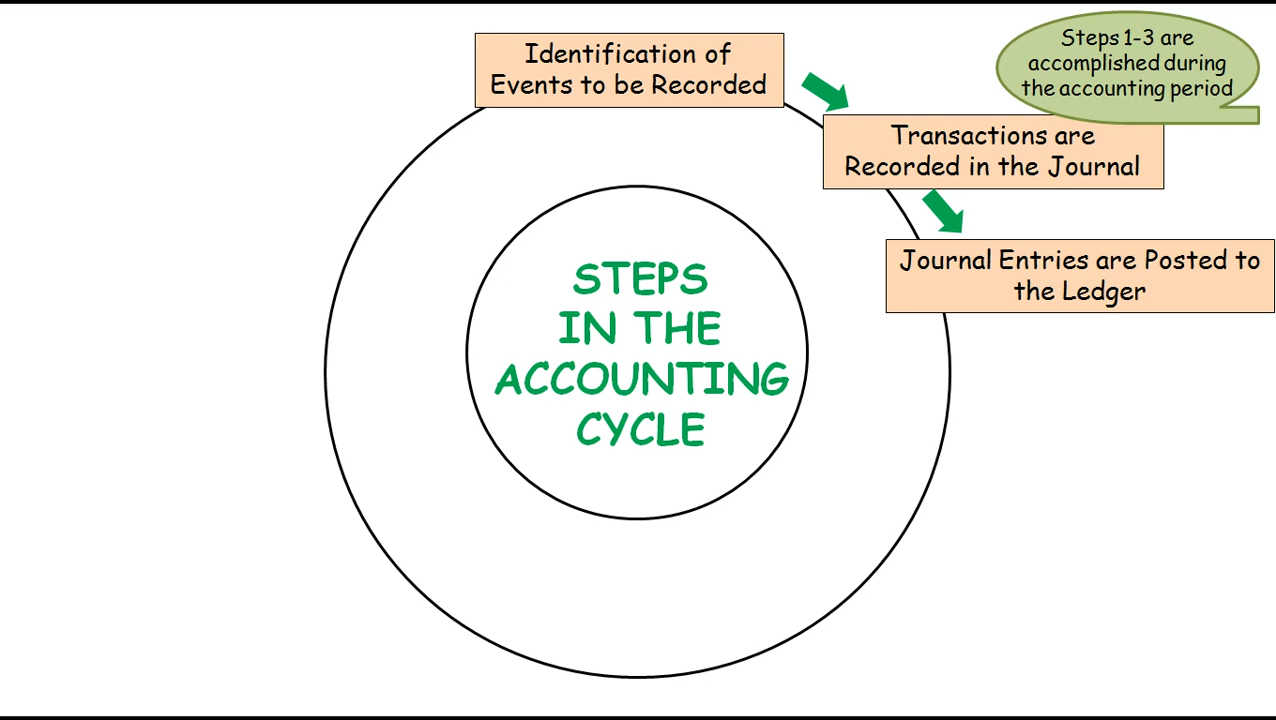 Identification of
Events to be Recorded
Steps 1-3 are
accomplished during
the accounting period
Transactions are
Recorded in the Journal
Journal Entries are Posted to
the Ledger
STEPS
IN THE
ACCOUNTING
CYCLE